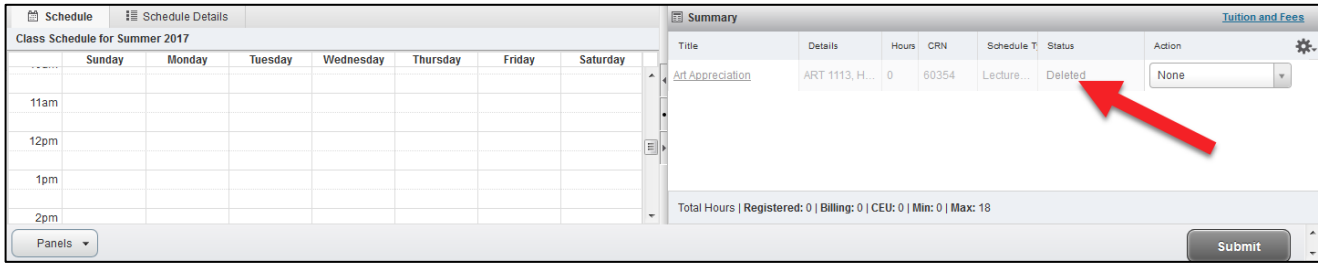 Schedule Schedule Details
Class Schedule for Summer 2017
Sunday Monday Tuesday Wednesday Thursday Friday Saturday
11am
12pm
1pm
2pm
Panels
Summary Tuition and Fees
Title Details Hours CRN Schedule T Status Action
Art Appreciation ART 1113, H... 0 60354 Lecture... Deleted None
Total Hours | Registered: 0 | Billing: 0 | CEU: 0 | Min: 0 | Max: 18
Submit